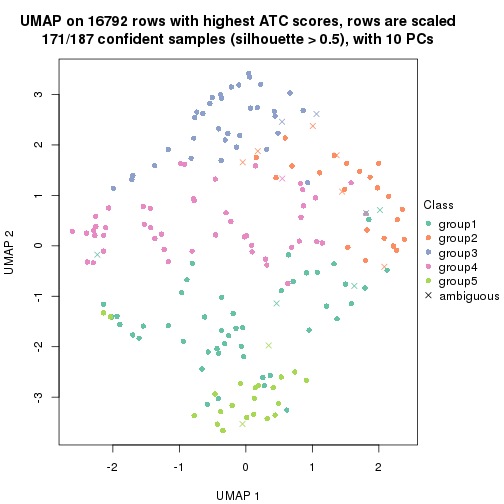 UMAP on 16792 rows with highest ATC scores, rows are scaled
171/187 confident samples (silhouette > 0.5), with 10 PCs
3
2
1
0
-1
-2
-3
UMAP 2
-2
-1
0
1
2
UMAP 1
Class
group1
group2
group3
group4
group5
ambiguous